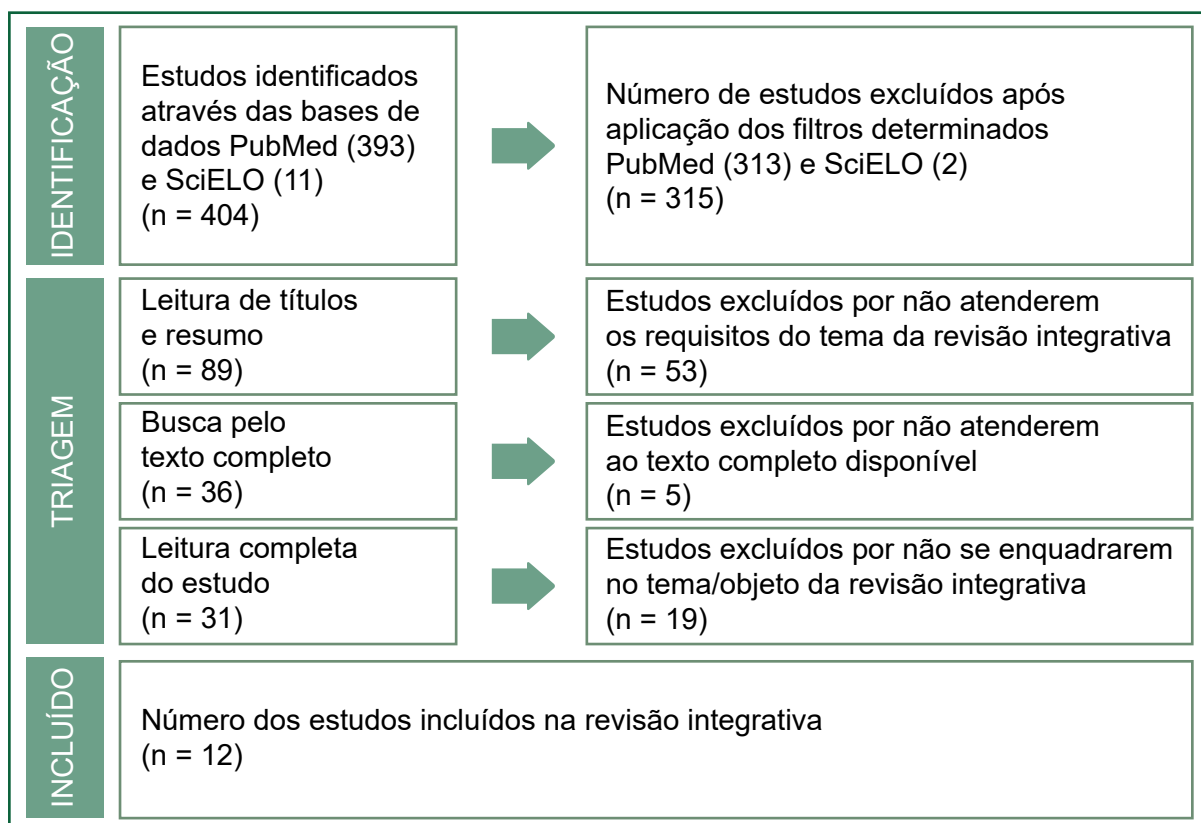 IDENTIFICAÇÃO
Estudos identificados
através das bases de
dados PubMed (393)
e SciELO (11)
(n = 404)
Número de estudos excluídos após
aplicação dos filtros determinados
PubMed (313) e SciELO (2)
(n = 315)
TRIAGEM
Leitura de títulos
e resumo
(n = 89)
Estudos excluídos por não atenderem
os requisitos do tema da revisão integrativa
(n = 53)
Busca pelo
texto completo
(n = 36)
Estudos excluídos por não atenderem
ao texto completo disponível
(n = 5)
Leitura completa
do estudo
(n = 31)
Estudos excluídos por não se enquadrarem
no tema/objeto da revisão integrativa
(n = 19)
INCLUÍDO
Número dos estudos incluídos na revisão integrativa
(n = 12)